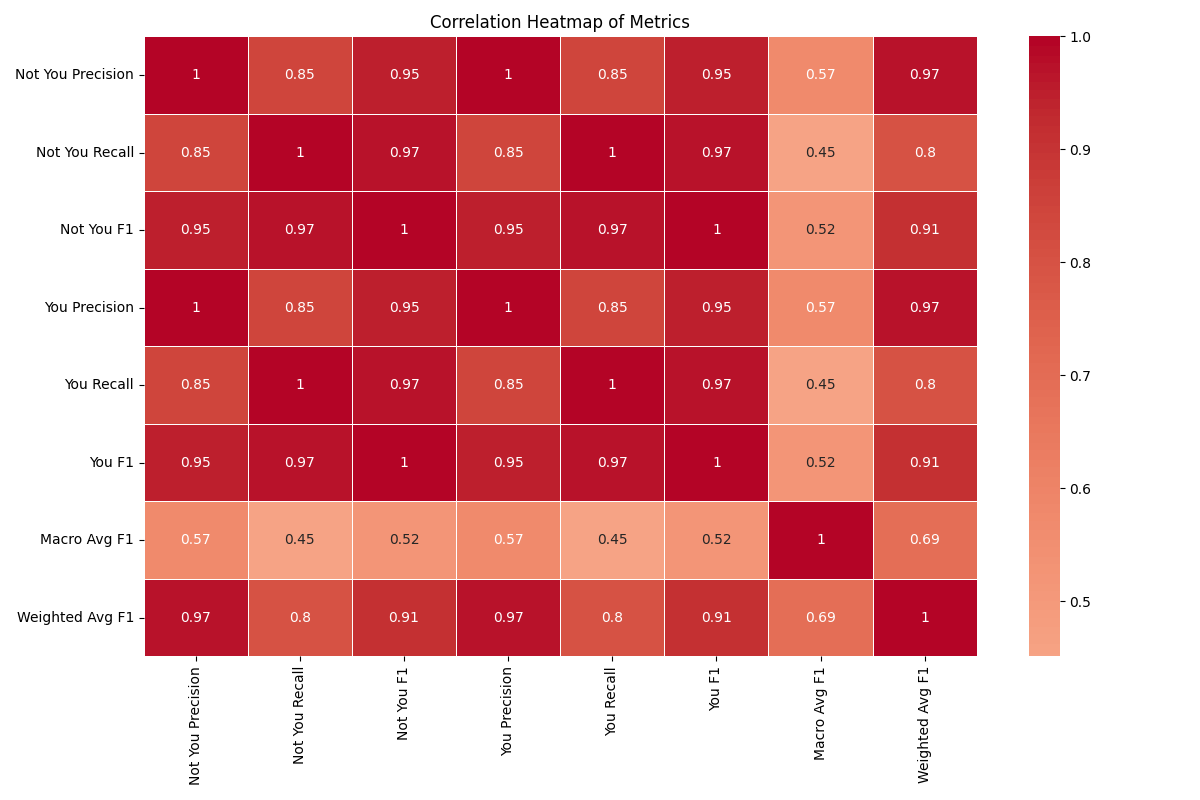 Correlation Heatmap of Metrics
Not You Precision 1 0.85 0.95 1 0.85 0.95 0.57 0.97
Not You Recall 0.85 1 0.97 0.85 1 0.97 0.45 0.8
Not You F1 0.95 0.97 1 0.95 0.97 1 0.52 0.91
You Precision 1 0.85 0.95 1 0.85 0.95 0.57 0.97
You Recall 0.85 1 0.97 0.85 1 0.97 0.45 0.8
You F1 0.95 0.97 1 0.95 0.97 1 0.52 0.91
Macro Avg F1 0.57 0.45 0.52 0.57 0.45 0.52 1 0.69
Weighted Avg F1 0.97 0.8 0.91 0.97 0.8 0.91 0.69 1
Not You Precision
Not You Recall
Not You F1
You Precision
You Recall
You F1
Macro Avg F1
Weighted Avg F1
1.0
0.9
0.8
0.7
0.6
0.5